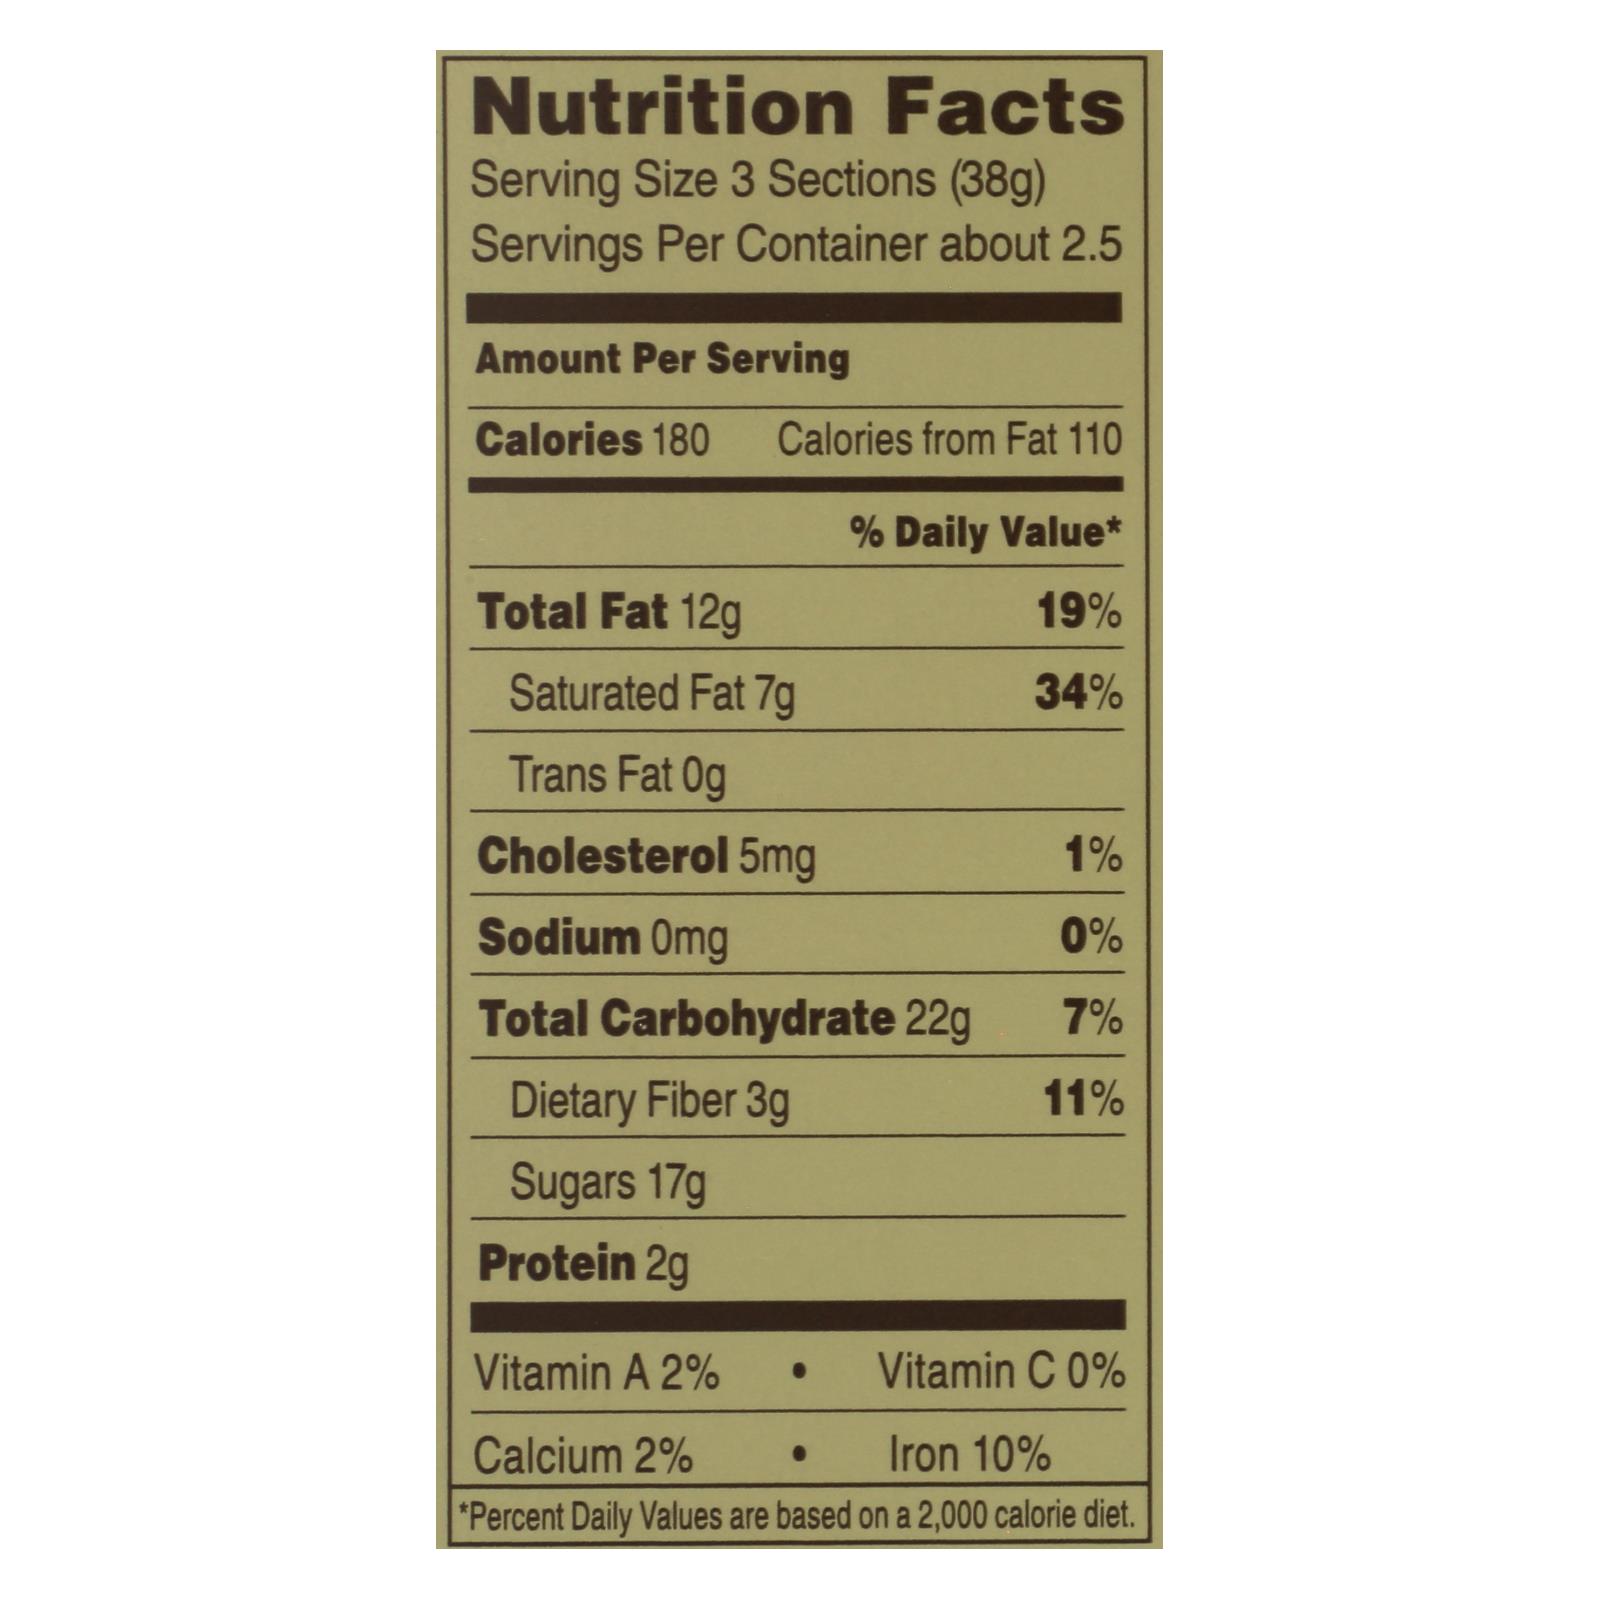 Nutrition Facts
Serving Size 3 Sections (38g)
Servings Per Container about 2.5
Amount Per Serving
Calories 180 Calories from Fat 110
% Daily Value*
Total Fat 12g 19%
Saturated Fat 7g 34%
Trans Fat 0g
Cholesterol 5mg 1%
Sodium 0mg 0%
Total Carbohydrate 22g 7%
Dietary Fiber 3g 11%
Sugars 17g
Protein 2g
Vitamin A 2% • Vitamin C 0%
Calcium 2% • Iron 10%
*Percent Daily Values are based on a 2,000 calorie diet.